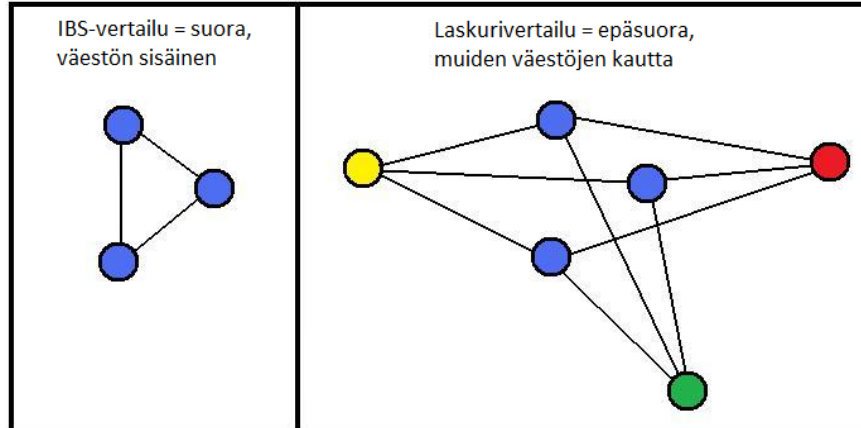 IBS-vertailu = suora,
väestön sisäinen
Laskurivertailu = epäsuora,
muiden väestöjen kautta